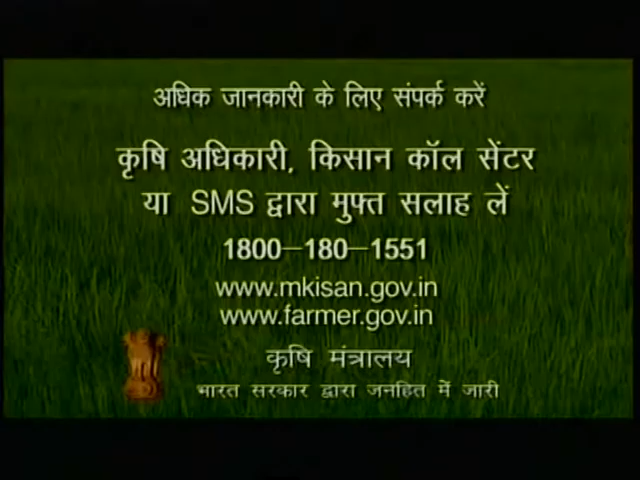 अधिक जानकारी के लिए संपर्क करें
कृषि अधिकारी, किसान कॉल सेंटर
या SMS द्वारा मुफ्त सलाह लें
1800-180-1551
www.mkisan.gov.in
www.farmer.gov.in
कृषि मंत्रालय
भारत सरकार द्वारा जनहित में जारी